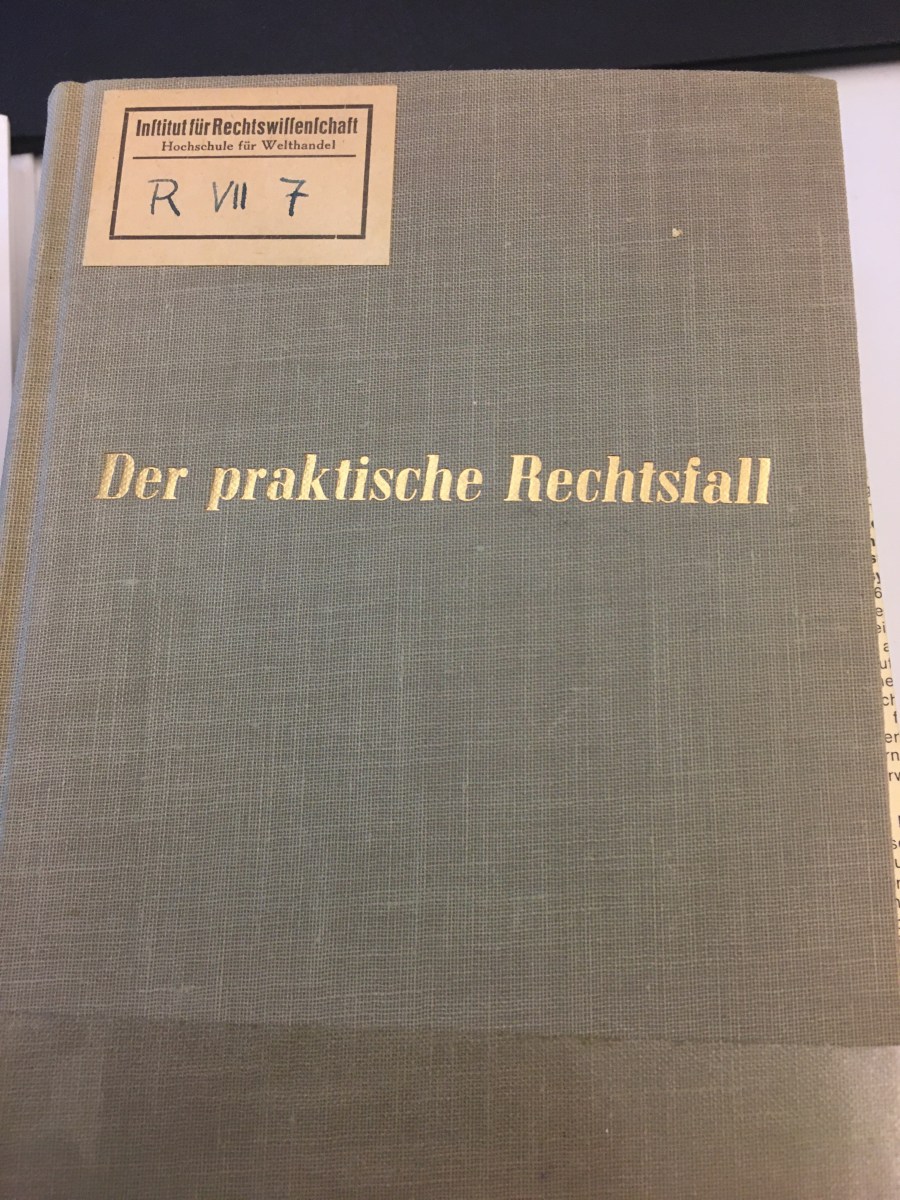 Inſtitut für Rechtswiſſenſchaft
Hochschule für Welthandel
R VII 7
Der praktische Rechtsfall